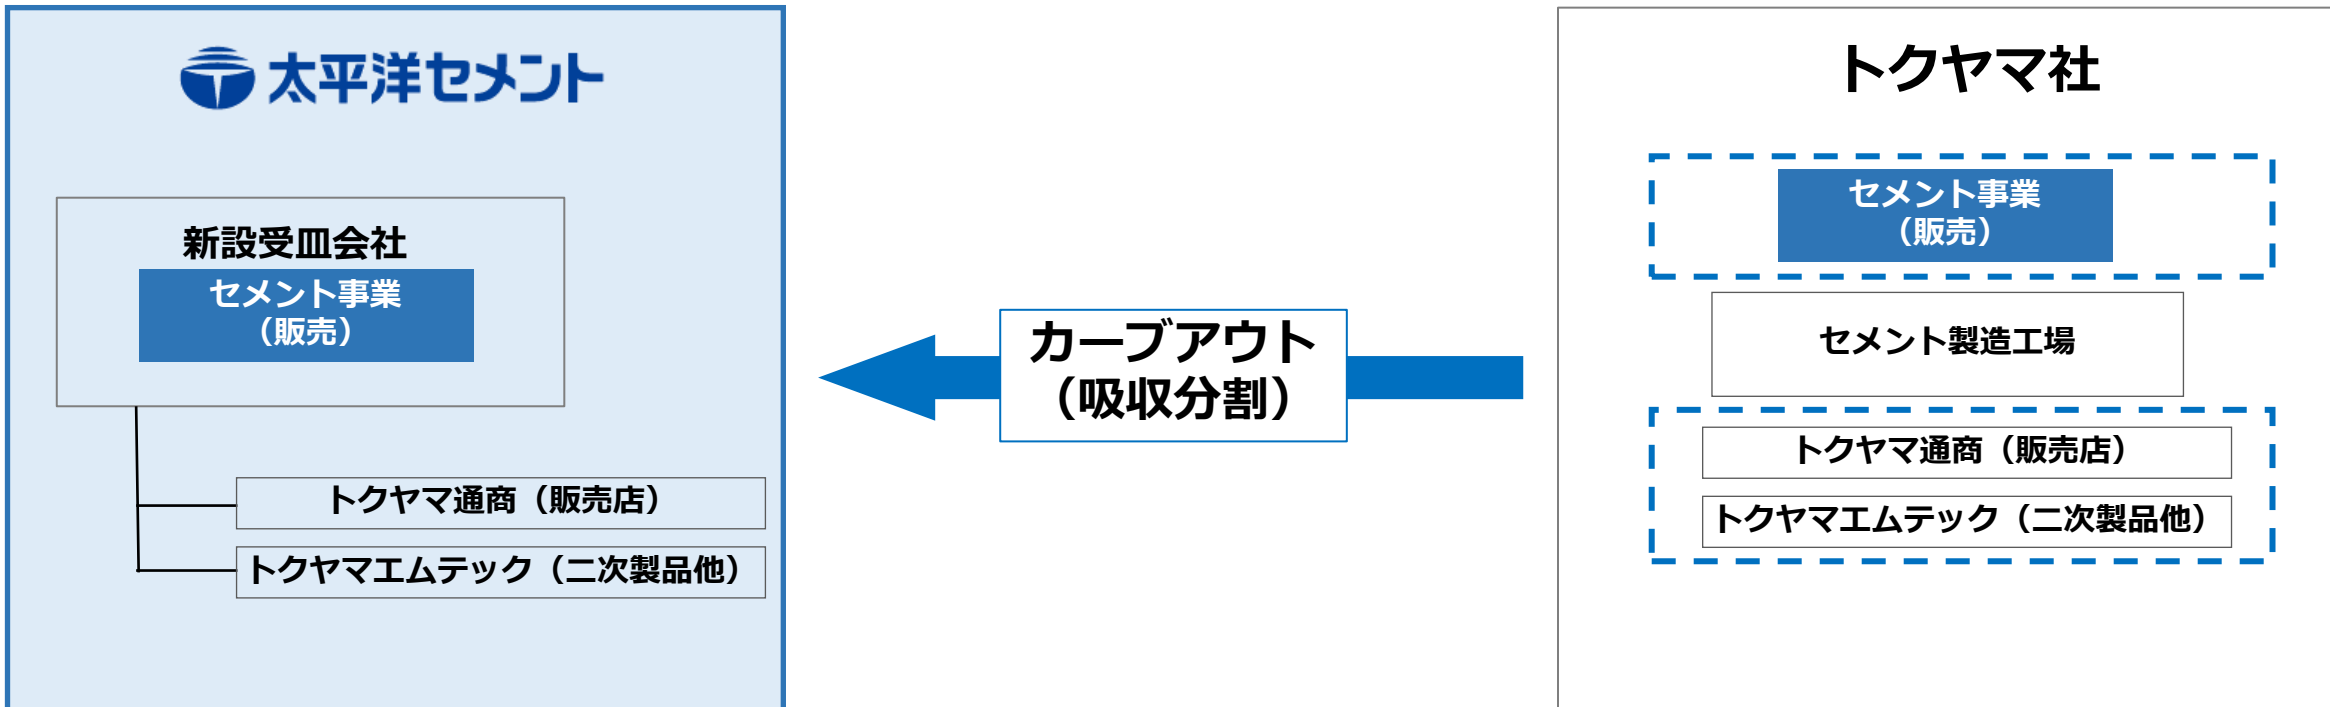 太平洋セメント
新設受皿会社
セメント事業
（販売）
トクヤマ通商（販売店）
トクヤマエムテック（二次製品他）
カーブアウト
（吸収分割）
トクヤマ社
セメント事業
（販売）
セメント製造工場
トクヤマ通商（販売店）
トクヤマエムテック（二次製品他）